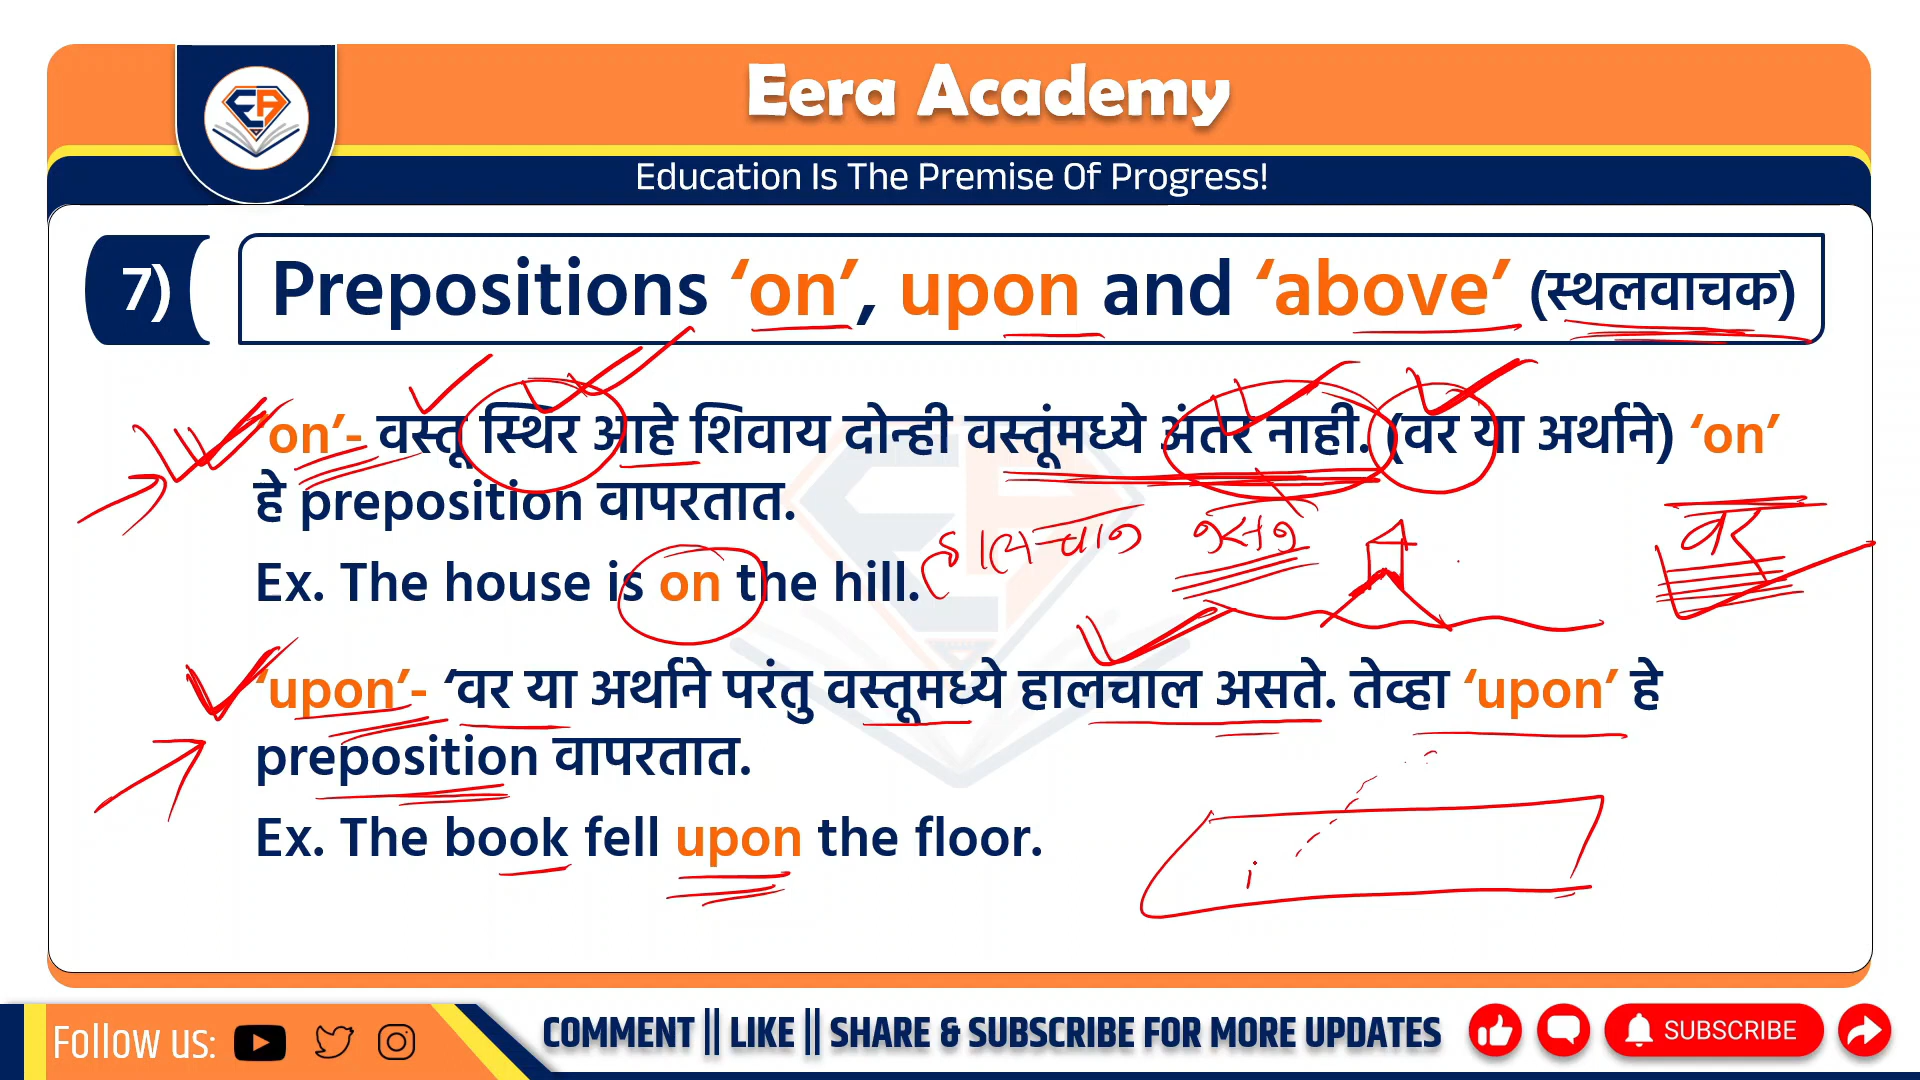 Eera Academy
Education Is The Premise Of Progress!
7)
Prepositions ‘on’, upon and ‘above’ (स्थलवाचक)
‘on’- वस्तू स्थिर आहे शिवाय दोन्ही वस्तूंमध्ये अंतर नाही. (वर या अर्थाने) ‘on’
हे preposition वापरतात.
वर
Ex. The house is on the hill.
‘upon’- ‘वर या अर्थाने परंतु वस्तूमध्ये हालचाल असते. तेव्हा ‘upon’ हे
preposition वापरतात.
Ex. The book fell upon the floor.
Follow us:
COMMENT || LIKE || SHARE & SUBSCRIBE FOR MORE UPDATES
SUBSCRIBE